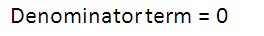 Denominator term = 0